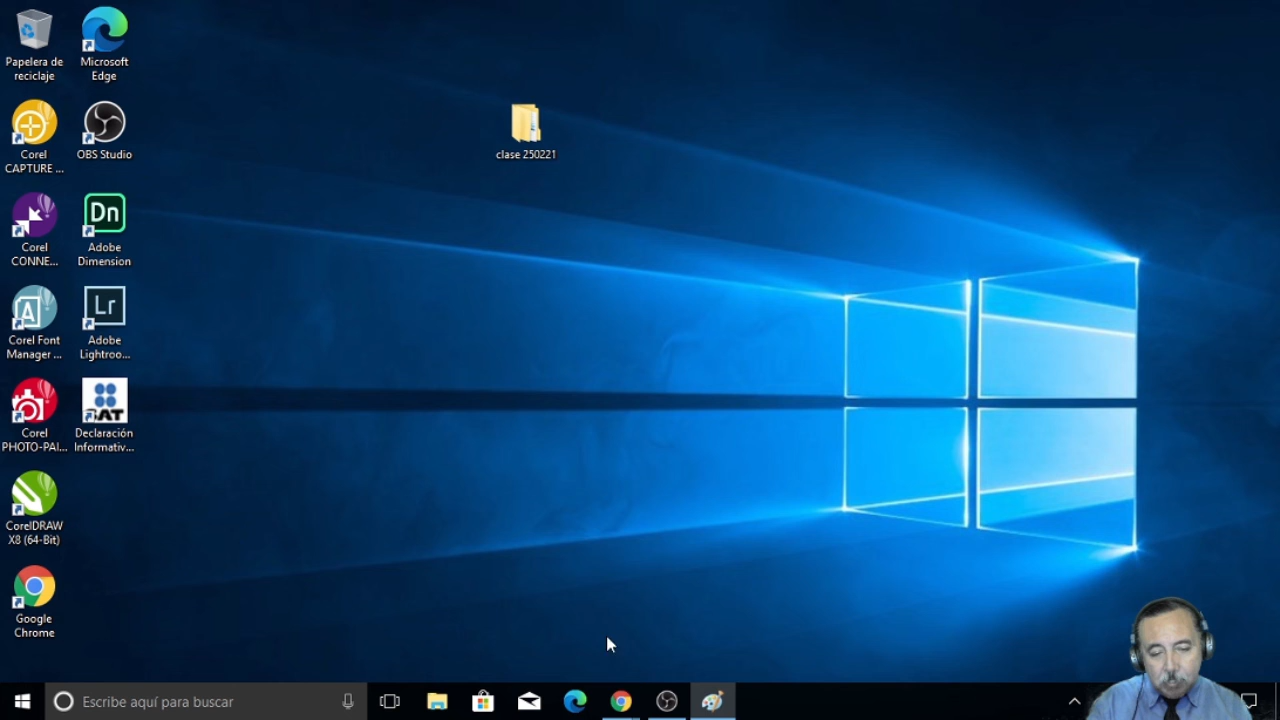 Papelera de
reciclaje
Microsoft
Edge
Corel
CAPTURE ...
OBS Studio
Corel
CONNE...
Dn
Adobe
Dimension
A
Corel Font
Manager ...
Lr
Adobe
Lightroo...
Corel
PHOTO-PAI...
SAT
Declaración
Informativ...
CorelDRAW
X8 (64-Bit)
Google
Chrome
clase 250221
Escribe aquí para buscar